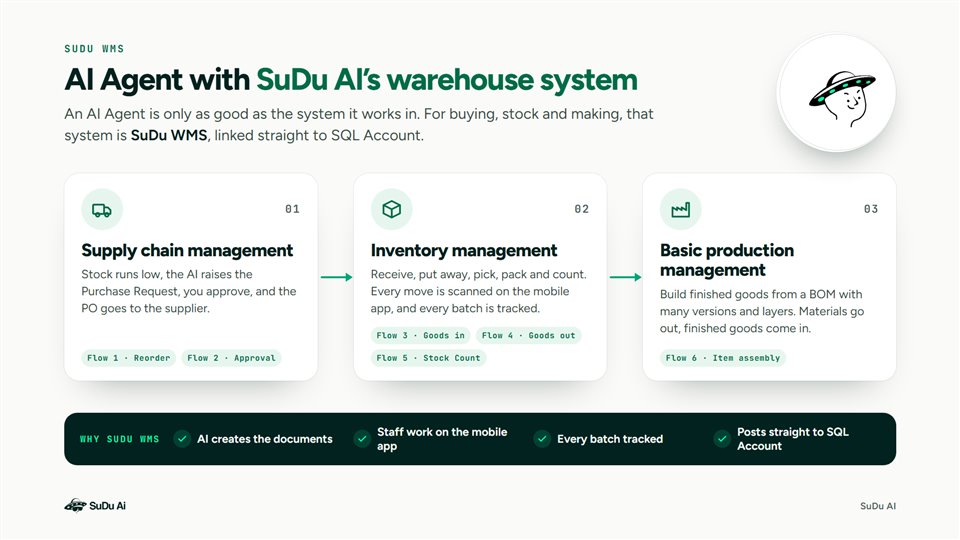 SUDU WMS
AI Agent with SuDu AI's warehouse system
An AI Agent is only as good as the system it works in. For buying, stock and making, that
system is SuDu WMS, linked straight to SQL Account.
01
Supply chain management
Stock runs low, the AI raises the
Purchase Request, you approve, and the
PO goes to the supplier.
Flow 1 · Reorder
Flow 2 · Approval
02
Inventory management
Receive, put away, pick, pack and count.
Every move is scanned on the mobile
app, and every batch is tracked.
Flow 3 · Goods in
Flow 4 · Goods out
Flow 5 · Stock Count
03
Basic production
management
Build finished goods from a BOM with
many versions and layers. Materials go
out, finished goods come in.
Flow 6 · Item assembly
WHY SUDU WMS
AI creates the documents
Staff work on the mobile
app
Every batch tracked
Posts straight to SQL
Account
SuDu Ai
SuDu AI